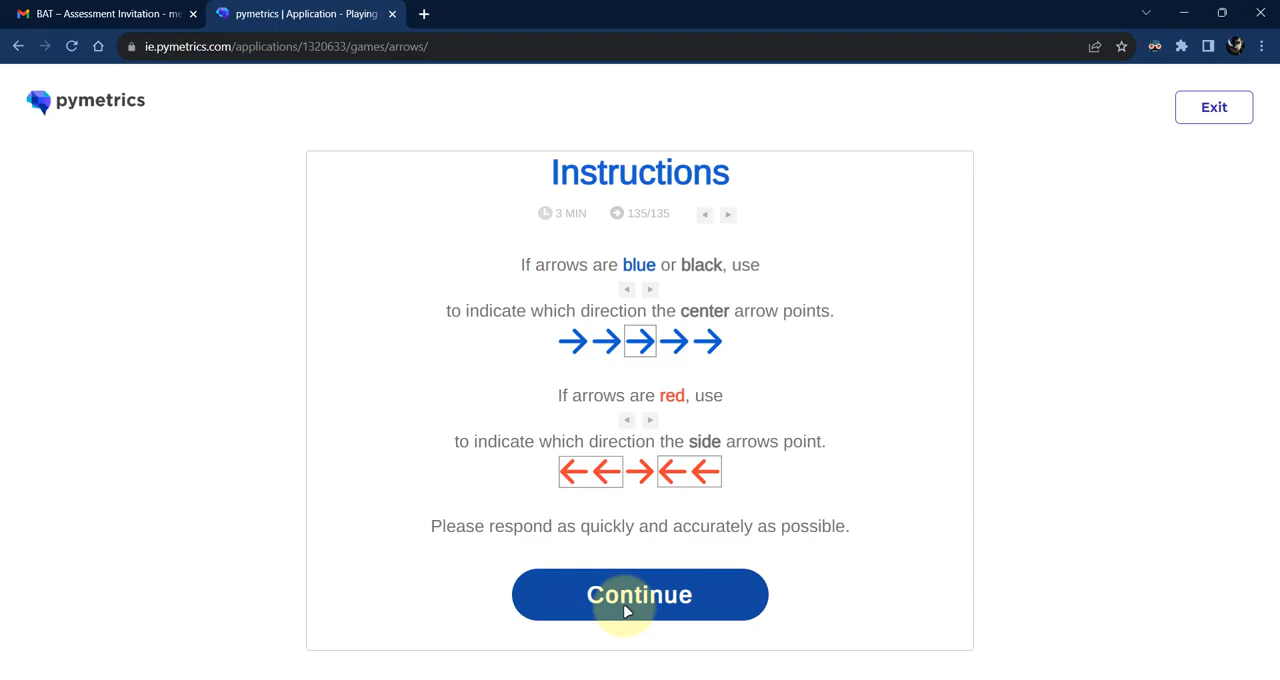 BAT – Assessment Invitation - me
pymetrics | Application - Playing
ie.pymetrics.com/applications/1320633/games/arrows/
pymetrics
Exit
Instructions
3 MIN 135/135
If arrows are blue or black, use
to indicate which direction the center arrow points.
If arrows are red, use
to indicate which direction the side arrows point.
Please respond as quickly and accurately as possible.
Continue